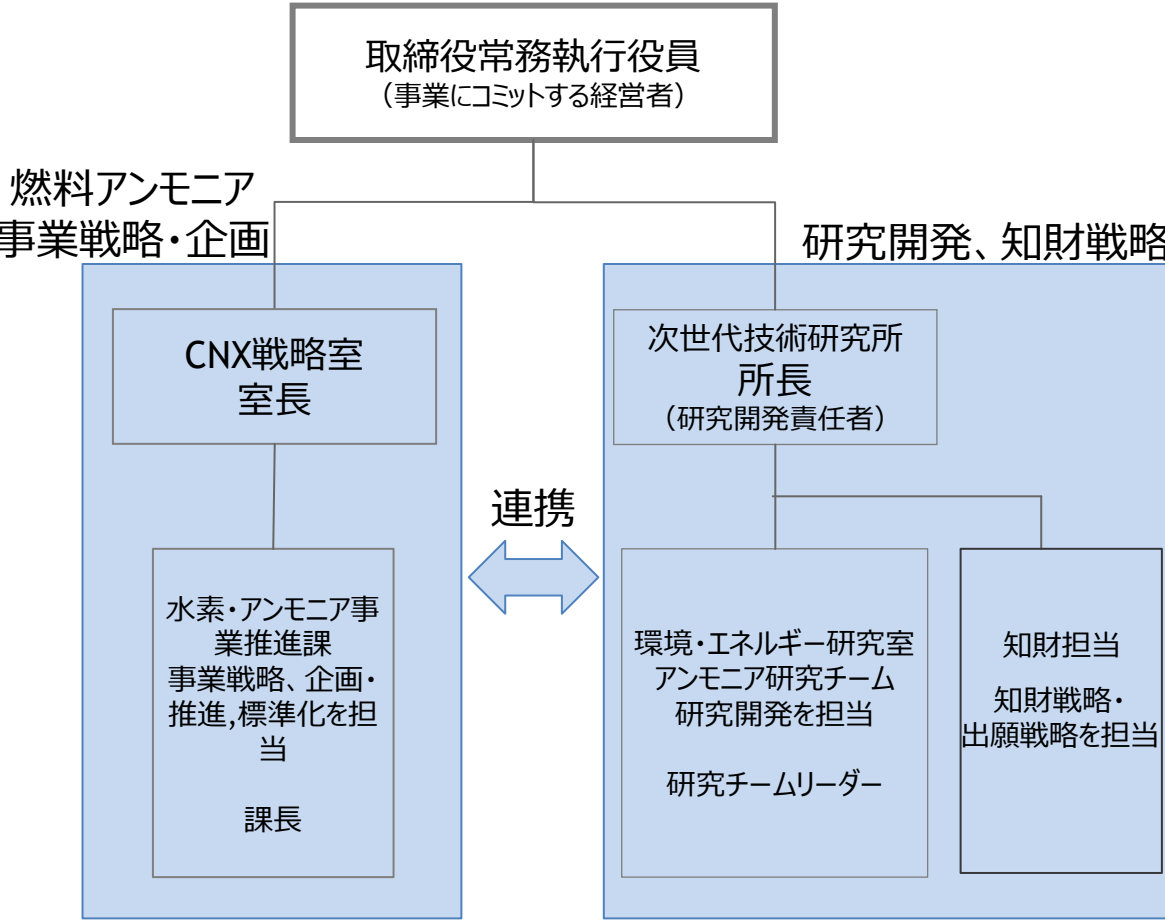 取締役常務執行役員
（事業にコミットする経営者）
燃料アンモニア
事業戦略・企画
研究開発、知財戦略
CNX戦略室
室長
次世代技術研究所
所長
（研究開発責任者）
連携
水素・アンモニア事
業推進課
事業戦略、企画・
推進,標準化を担
当
課長
環境・エネルギー研究室
アンモニア研究チーム
研究開発を担当
研究チームリーダー
知財担当
知財戦略・
出願戦略を担当